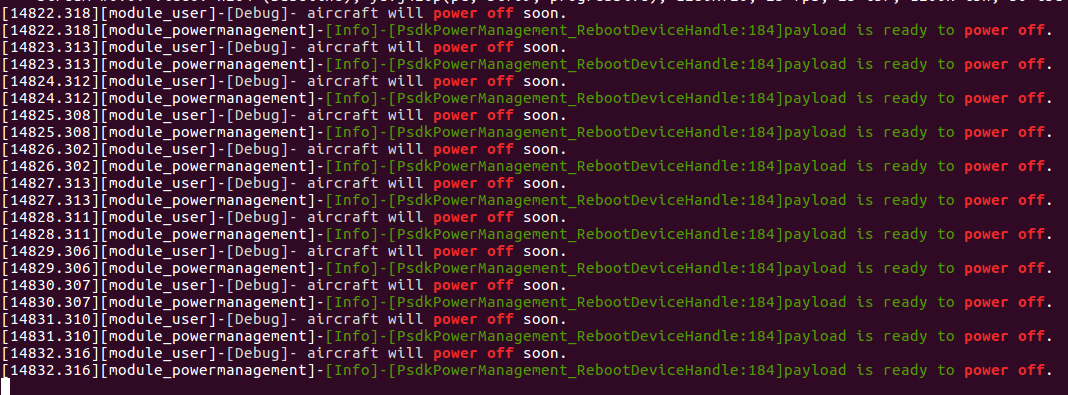 [14822.318][module_user]-[Debug]- aircraft will power off soon.
[14822.318][module_powermanagement]-[Info]-[PsdkPowerManagement_RebootDeviceHandle:184]payload is ready to power off.
[14823.313][module_user]-[Debug]- aircraft will power off soon.
[14823.313][module_powermanagement]-[Info]-[PsdkPowerManagement_RebootDeviceHandle:184]payload is ready to power off.
[14824.312][module_user]-[Debug]- aircraft will power off soon.
[14824.312][module_powermanagement]-[Info]-[PsdkPowerManagement_RebootDeviceHandle:184]payload is ready to power off.
[14825.308][module_user]-[Debug]- aircraft will power off soon.
[14825.308][module_powermanagement]-[Info]-[PsdkPowerManagement_RebootDeviceHandle:184]payload is ready to power off.
[14826.302][module_user]-[Debug]- aircraft will power off soon.
[14826.302][module_powermanagement]-[Info]-[PsdkPowerManagement_RebootDeviceHandle:184]payload is ready to power off.
[14827.313][module_user]-[Debug]- aircraft will power off soon.
[14827.313][module_powermanagement]-[Info]-[PsdkPowerManagement_RebootDeviceHandle:184]payload is ready to power off.
[14828.311][module_user]-[Debug]- aircraft will power off soon.
[14828.311][module_powermanagement]-[Info]-[PsdkPowerManagement_RebootDeviceHandle:184]payload is ready to power off.
[14829.306][module_user]-[Debug]- aircraft will power off soon.
[14829.306][module_powermanagement]-[Info]-[PsdkPowerManagement_RebootDeviceHandle:184]payload is ready to power off.
[14830.307][module_user]-[Debug]- aircraft will power off soon.
[14830.307][module_powermanagement]-[Info]-[PsdkPowerManagement_RebootDeviceHandle:184]payload is ready to power off.
[14831.310][module_user]-[Debug]- aircraft will power off soon.
[14831.310][module_powermanagement]-[Info]-[PsdkPowerManagement_RebootDeviceHandle:184]payload is ready to power off.
[14832.316][module_user]-[Debug]- aircraft will power off soon.
[14832.316][module_powermanagement]-[Info]-[PsdkPowerManagement_RebootDeviceHandle:184]payload is ready to power off.